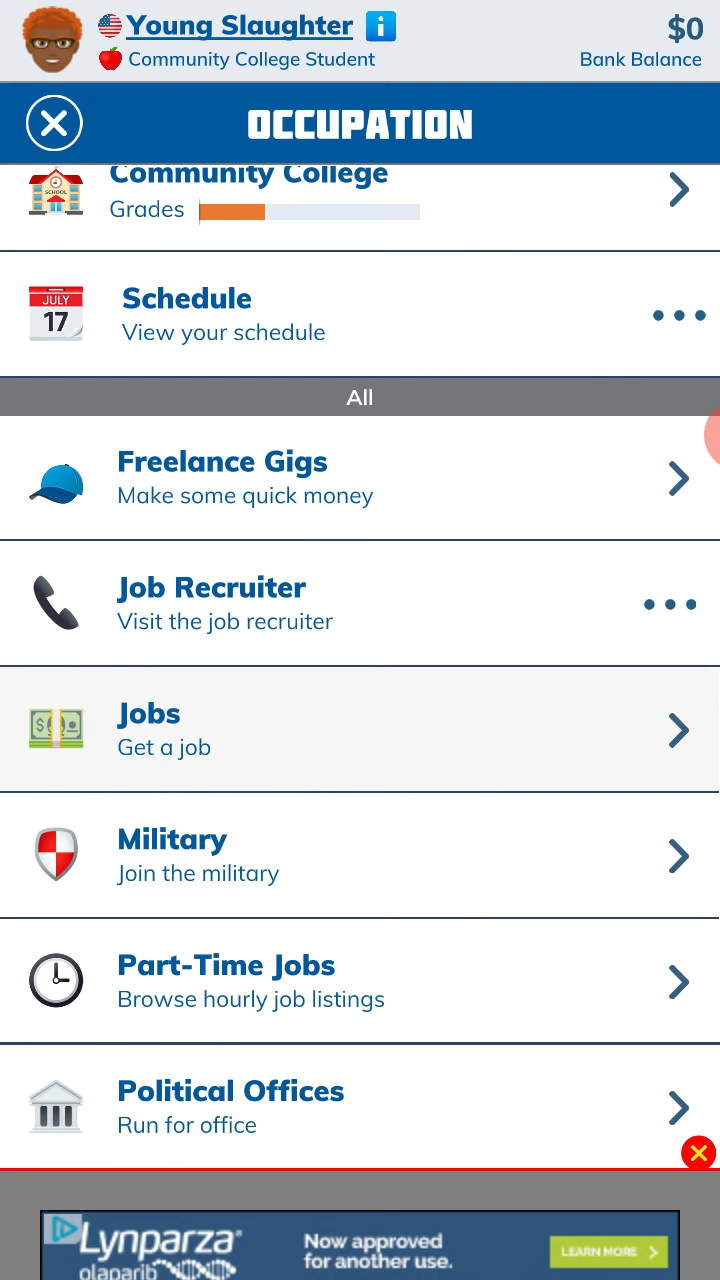 Young Slaughter
Community College Student
$0
Bank Balance
OCCUPATION
Community College
Grades
SCHOOL
Schedule
View your schedule
JULY
17
All
Freelance Gigs
Make some quick money
Job Recruiter
Visit the job recruiter
Jobs
Get a job
Military
Join the military
Part-Time Jobs
Browse hourly job listings
Political Offices
Run for office
Lynparza®
olaparib
Now approved
for another use.
LEARN MORE